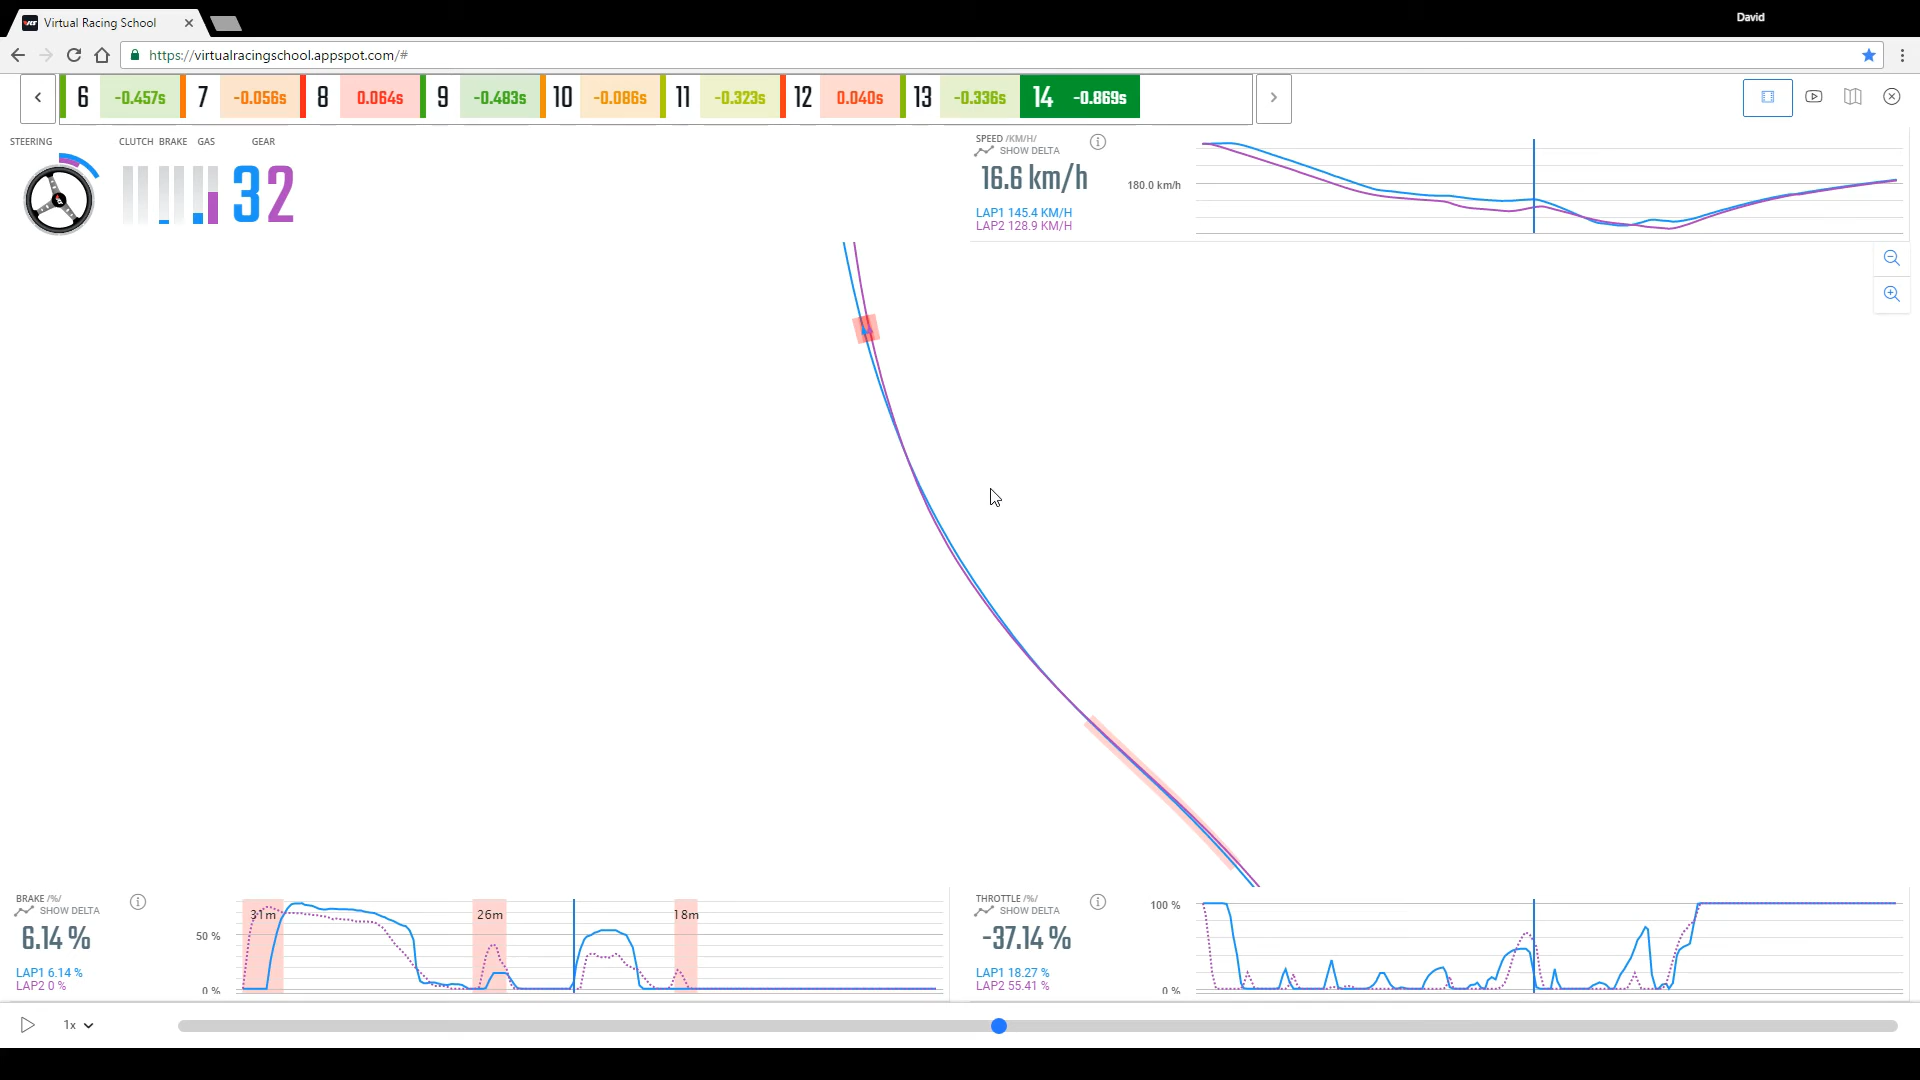 David
Virtual Racing School
https://virtualracingschool.appspot.com/#
6 -0.457s 7 -0.056s 8 0.064s 9 -0.483s 10 -0.086s 11 -0.323s 12 0.040s 13 -0.336s 14 -0.869s
STEERING CLUTCH BRAKE GAS GEAR
3 2
SPEED /KM/H/
SHOW DELTA
16.6 km/h
180.0 km/h
LAP1 145.4 KM/H
LAP2 128.9 KM/H
BRAKE /%/
SHOW DELTA
6.14 %
LAP1 6.14 %
LAP2 0 %
50 %
0 %
31m 26m 18m
THROTTLE /%/
SHOW DELTA
-37.14 %
LAP1 18.27 %
LAP2 55.41 %
100 %
0 %
1x